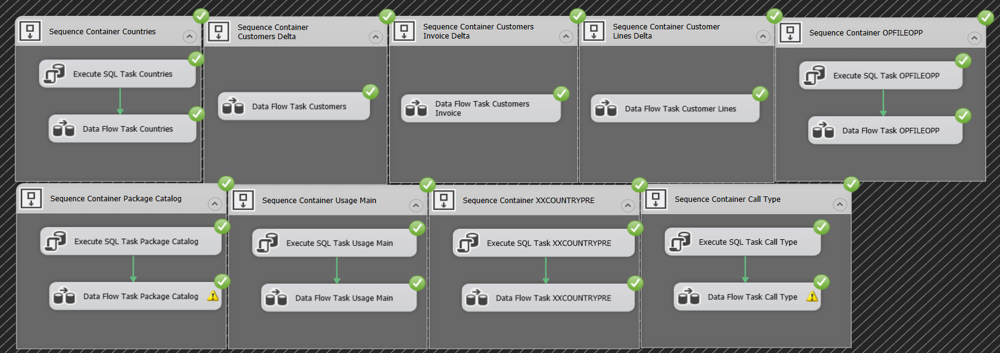 Sequence Container Countries
Execute SQL Task Countries
Data Flow Task Countries
Sequence Container
Customers Delta
Data Flow Task Customers
Sequence Container Customers
Invoice Delta
Data Flow Task Customers
Invoice
Sequence Container Customer
Lines Delta
Data Flow Task Customer Lines
Sequence Container OPFILEOPP
Execute SQL Task OPFILEOPP
Data Flow Task OPFILEOPP
Sequence Container Package Catalog
Execute SQL Task Package Catalog
Data Flow Task Package Catalog
Sequence Container Usage Main
Execute SQL Task Usage Main
Data Flow Task Usage Main
Sequence Container XXCOUNTRYPRE
Execute SQL Task XXCOUNTRYPRE
Data Flow Task XXCOUNTRYPRE
Sequence Container Call Type
Execute SQL Task Call Type
Data Flow Task Call Type